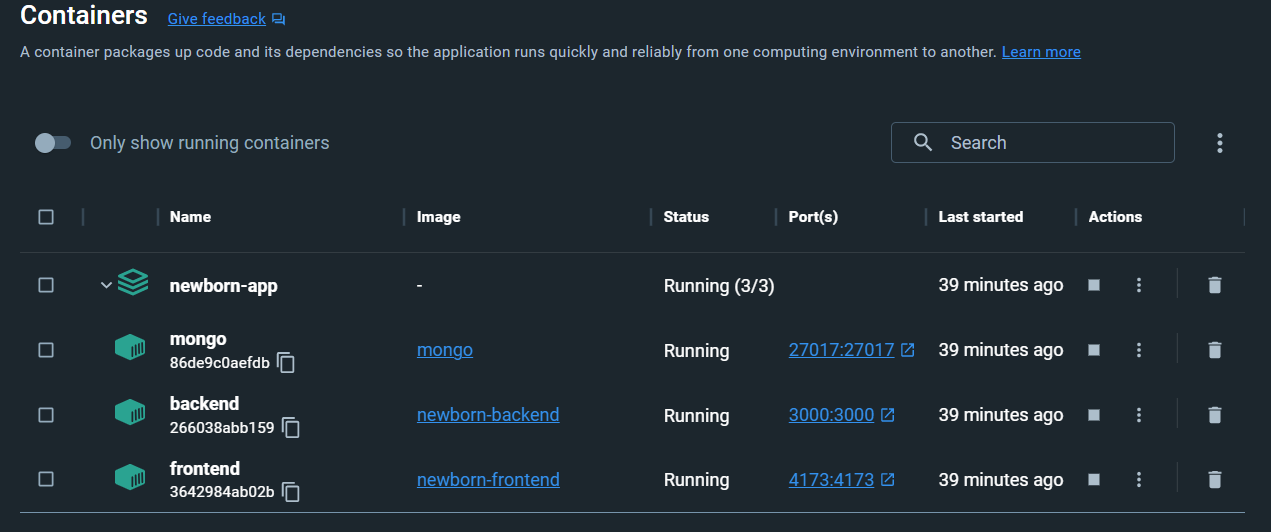 Containers Give feedback
A container packages up code and its dependencies so the application runs quickly and reliably from one computing environment to another. Learn more
Only show running containers Search
Name Image Status Port(s) Last started Actions
newborn-app - Running (3/3) 39 minutes ago
mongo
86de9c0aefdb mongo Running 27017:27017 39 minutes ago
backend
266038abb159 newborn-backend Running 3000:3000 39 minutes ago
frontend
3642984ab02b newborn-frontend Running 4173:4173 39 minutes ago